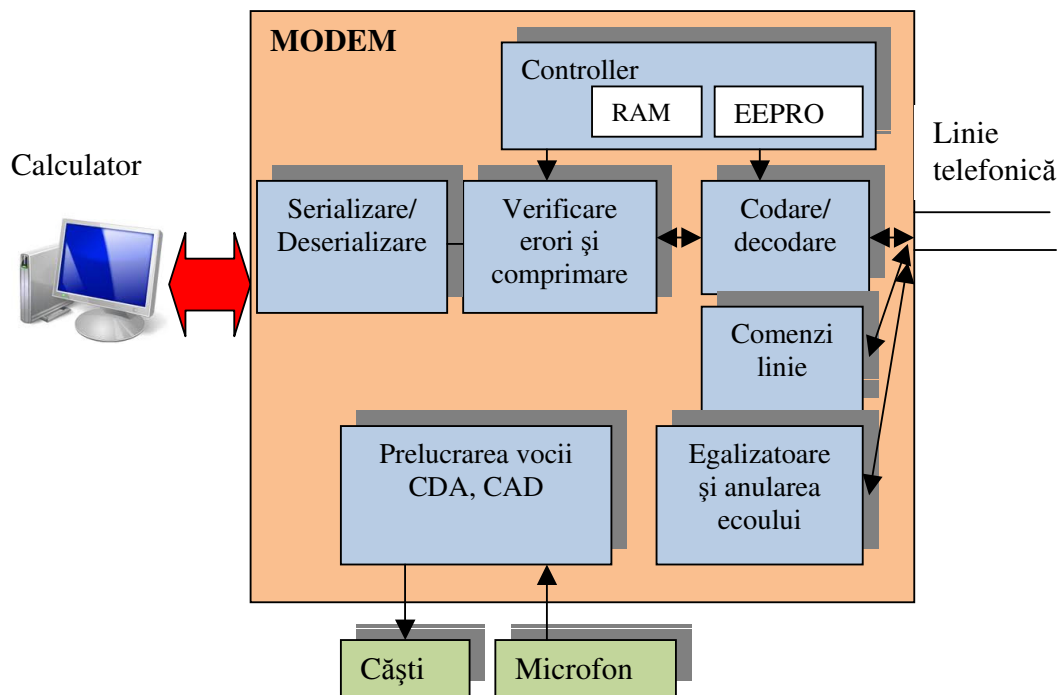 MODEM
Controller
RAM
EEPRO
Linie
telefonică
Calculator
Serializare/
Deserializare
Verificare
erori şi
comprimare
Codare/
decodare
Comenzi
linie
Prelucrarea vocii
CDA, CAD
Egalizatoare
şi anularea
ecoului
Căşti
Microfon